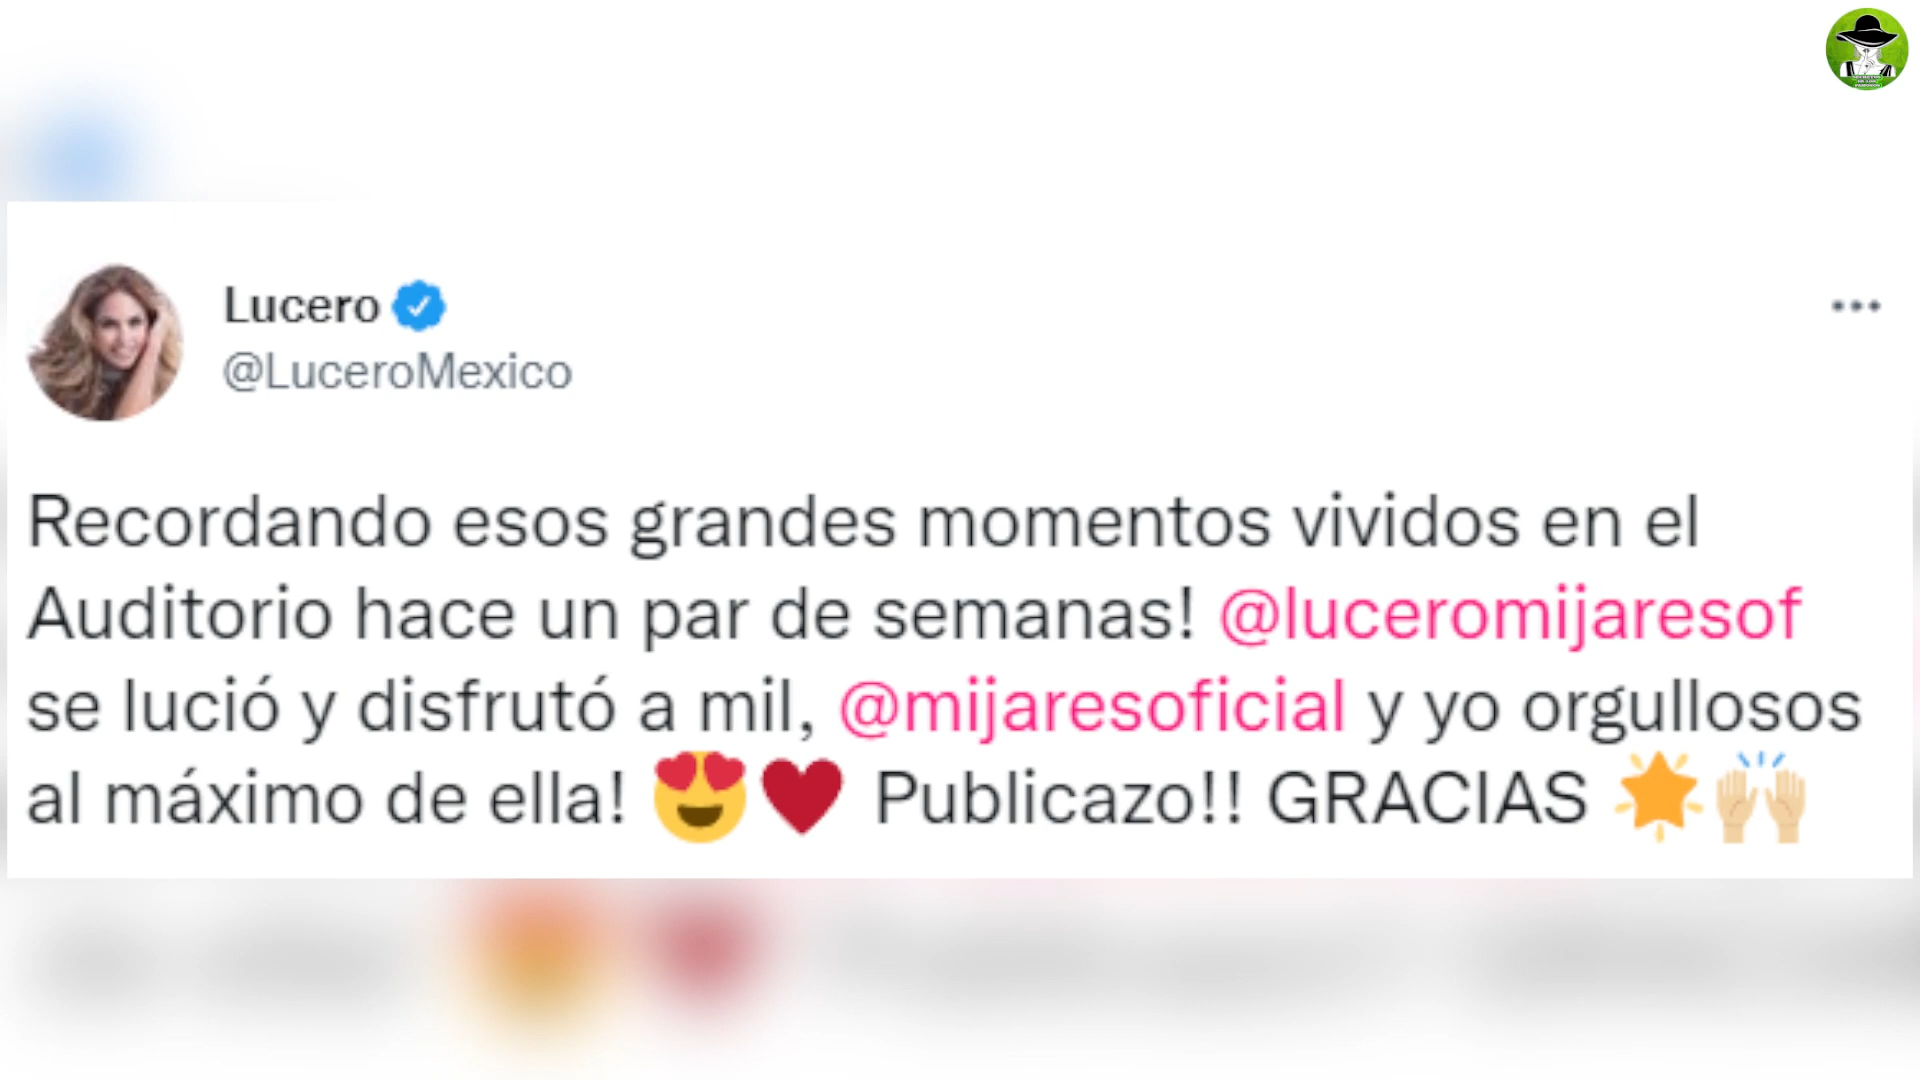 Lucero
@LuceroMexico
Recordando esos grandes momentos vividos en el
Auditorio hace un par de semanas! @luceromijaresof
se lució y disfrutó a mil, @mijaresoficial y yo orgullosos
al máximo de ella! 😍♥️ Publicazo!! GRACIAS 🌟🙌🏼